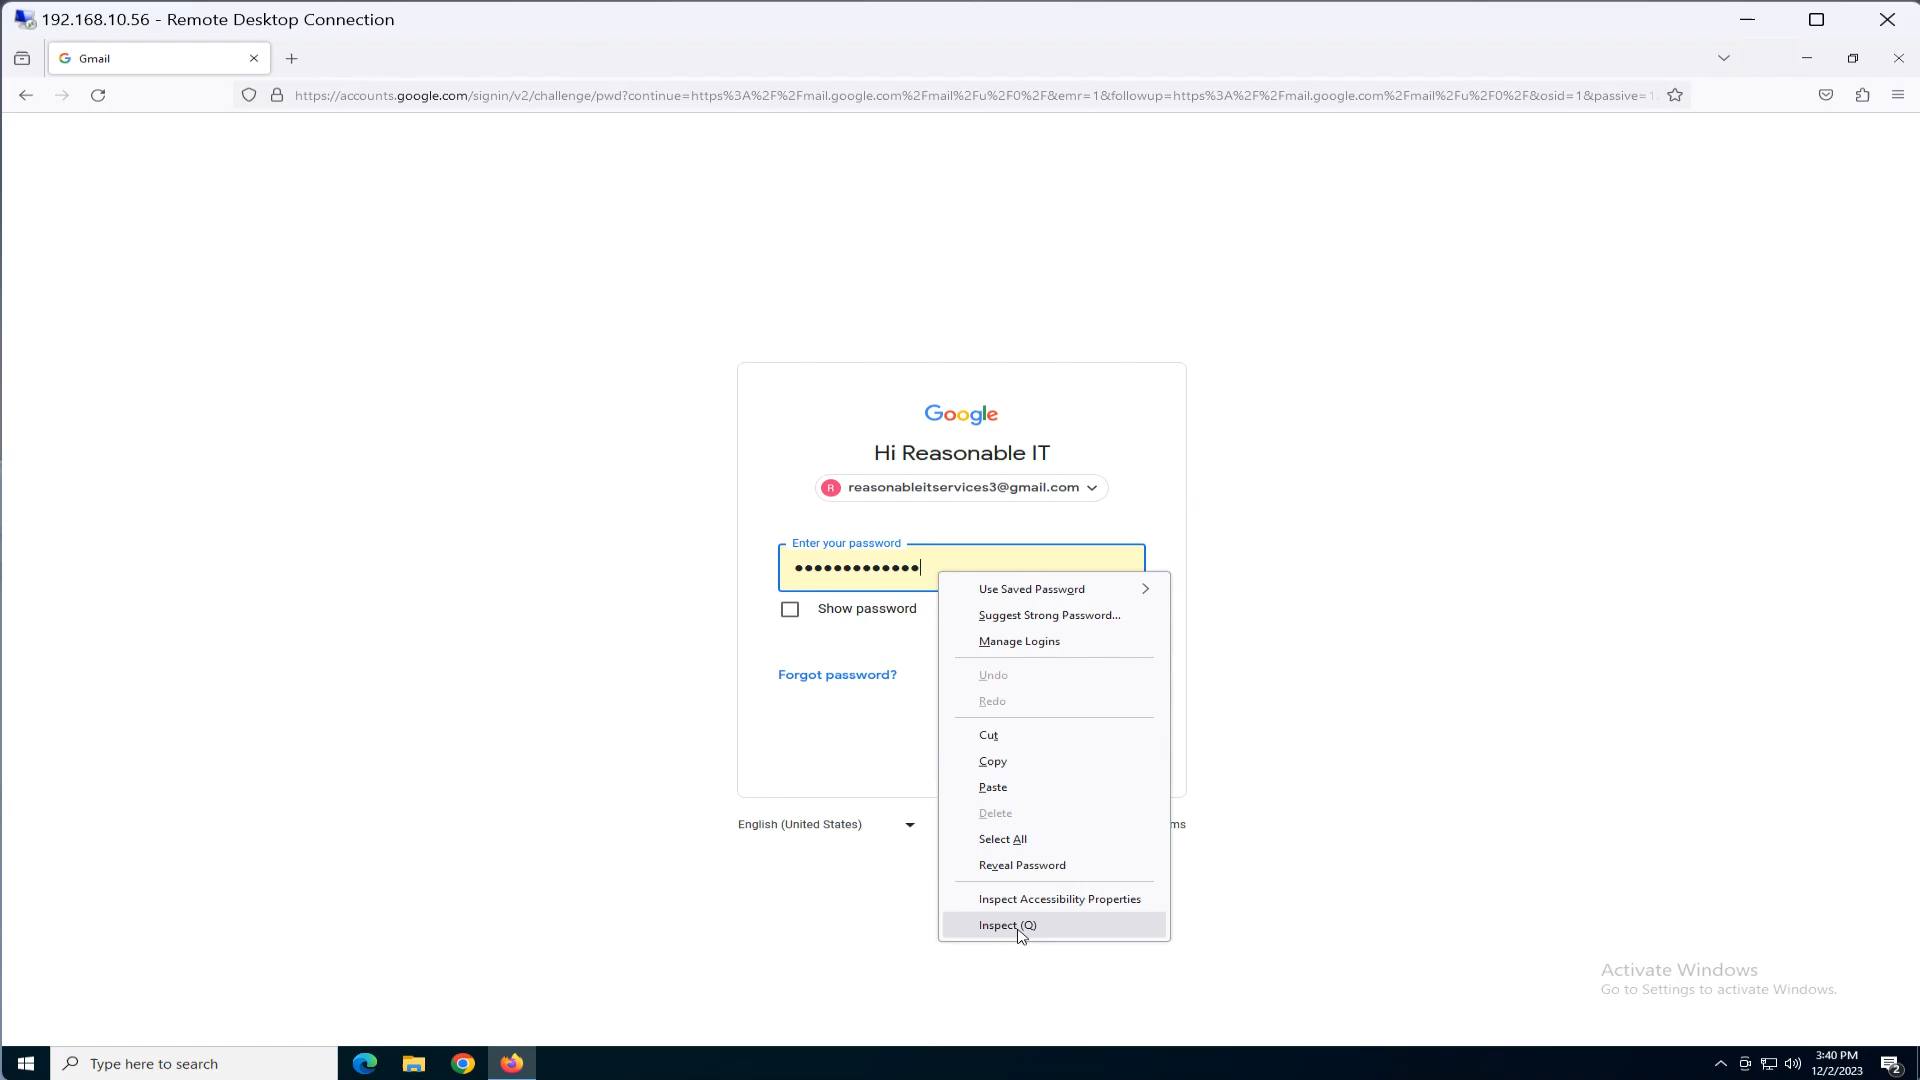 192.168.10.56 - Remote Desktop Connection
Gmail
https://accounts.google.com/signin/v2/challenge/pwd?continue=https%3A%2F%2Fmail.google.com%2Fmail%2Fu%2F0%2F&emr=1&followup=https%3A%2F%2Fmail.google.com%2Fmail%2Fu%2F0%2F&osid=1&passive=1
Google
Hi Reasonable IT
R reasonableitservices3@gmail.com
Enter your password
Show password
Forgot password?
English (United States)
ms
Use Saved Password
Suggest Strong Password...
Manage Logins
Undo
Redo
Cut
Copy
Paste
Delete
Select All
Reveal Password
Inspect Accessibility Properties
Inspect (Q)
Activate Windows
Go to Settings to activate Windows.
Type here to search
3:40 PM
12/2/2023
2